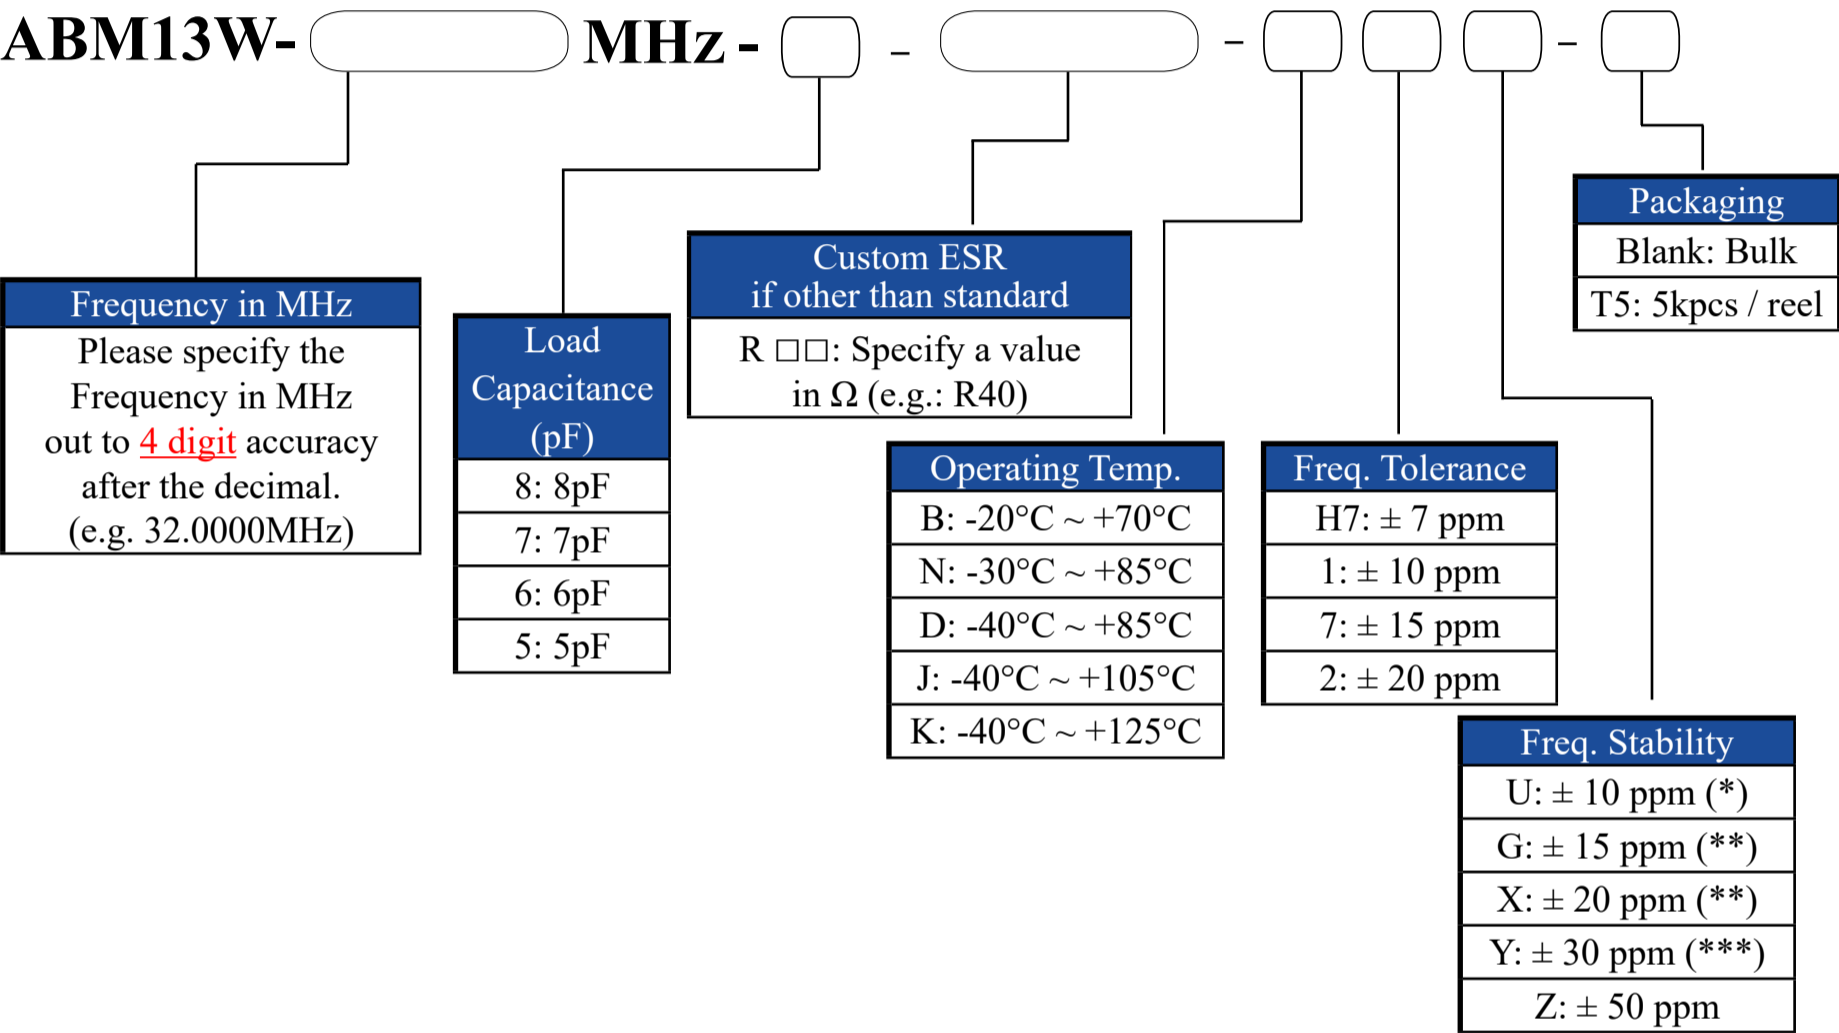 ABM13W- MHz - - - -
Frequency in MHz
Please specify the
Frequency in MHz
out to 4 digit accuracy
after the decimal.
(e.g. 32.0000MHz)
Load
Capacitance
(pF)
8: 8pF
7: 7pF
6: 6pF
5: 5pF
Custom ESR
if other than standard
R □□: Specify a value
in Ω (e.g.: R40)
Operating Temp.
B: -20°C ~ +70°C
N: -30°C ~ +85°C
D: -40°C ~ +85°C
J: -40°C ~ +105°C
K: -40°C ~ +125°C
Freq. Tolerance
H7: ± 7 ppm
1: ± 10 ppm
7: ± 15 ppm
2: ± 20 ppm
Freq. Stability
U: ± 10 ppm (*)
G: ± 15 ppm (**)
X: ± 20 ppm (**)
Y: ± 30 ppm (***)
Z: ± 50 ppm
Packaging
Blank: Bulk
T5: 5kpcs / reel